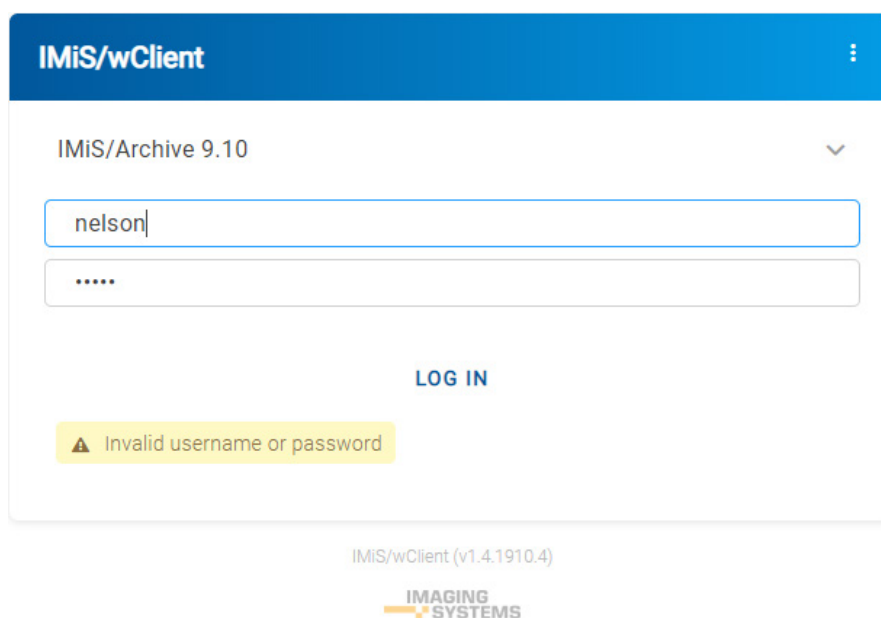 IMiS/wClient
IMiS/Archive 9.10
nelson
•••••
LOG IN
Invalid username or password
IMiS/wClient (v1.4.1910.4)
IMAGING
SYSTEMS